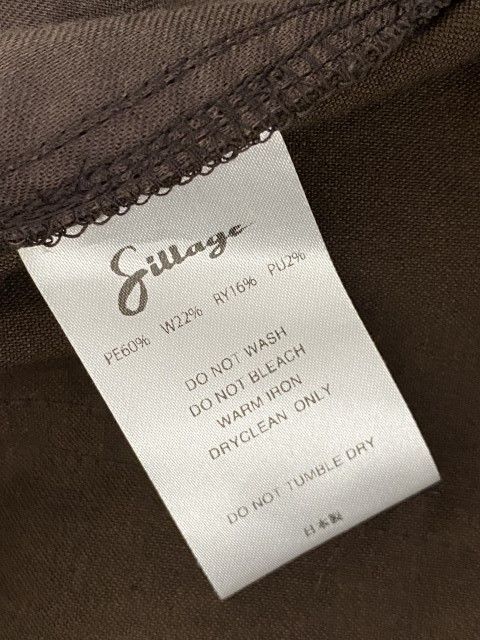 Sillage
PE60% W22% RY16% PU2%
DO NOT WASH
DO NOT BLEACH
WARM IRON
DRYCLEAN ONLY
DO NOT TUMBLE DRY
日本製